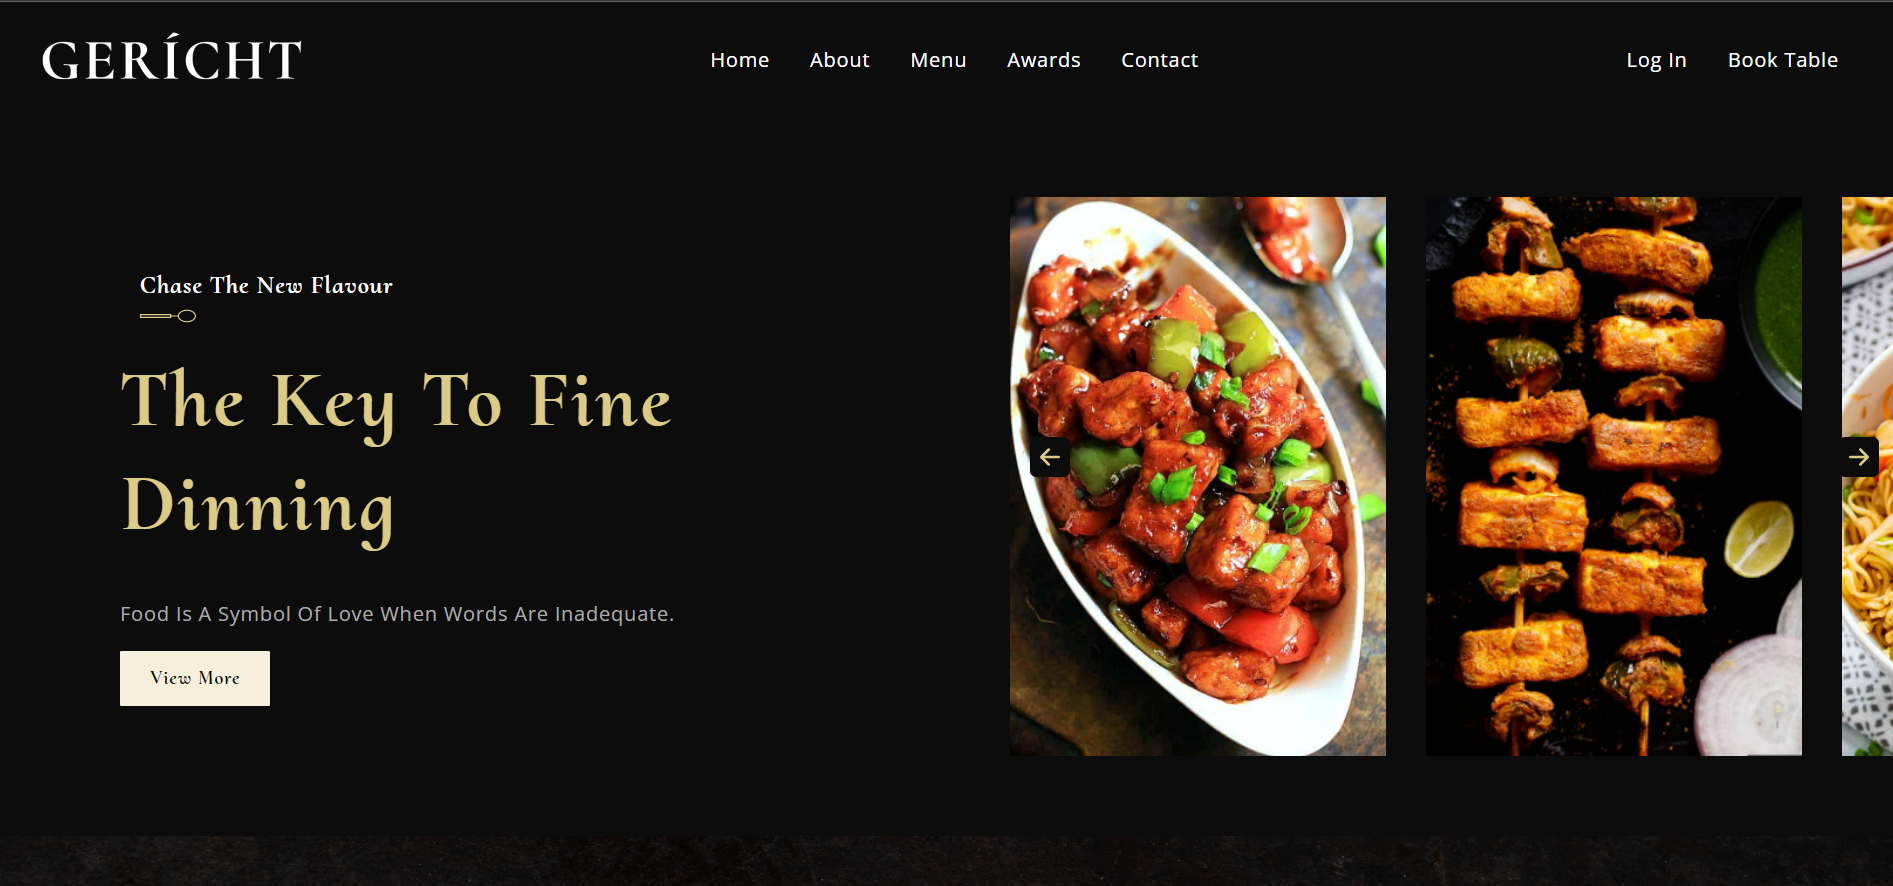 GERÍCHT
Home About Menu Awards Contact
Log In Book Table
Chase The New Flavour
The Key To Fine
Dinning
Food Is A Symbol Of Love When Words Are Inadequate.
View More